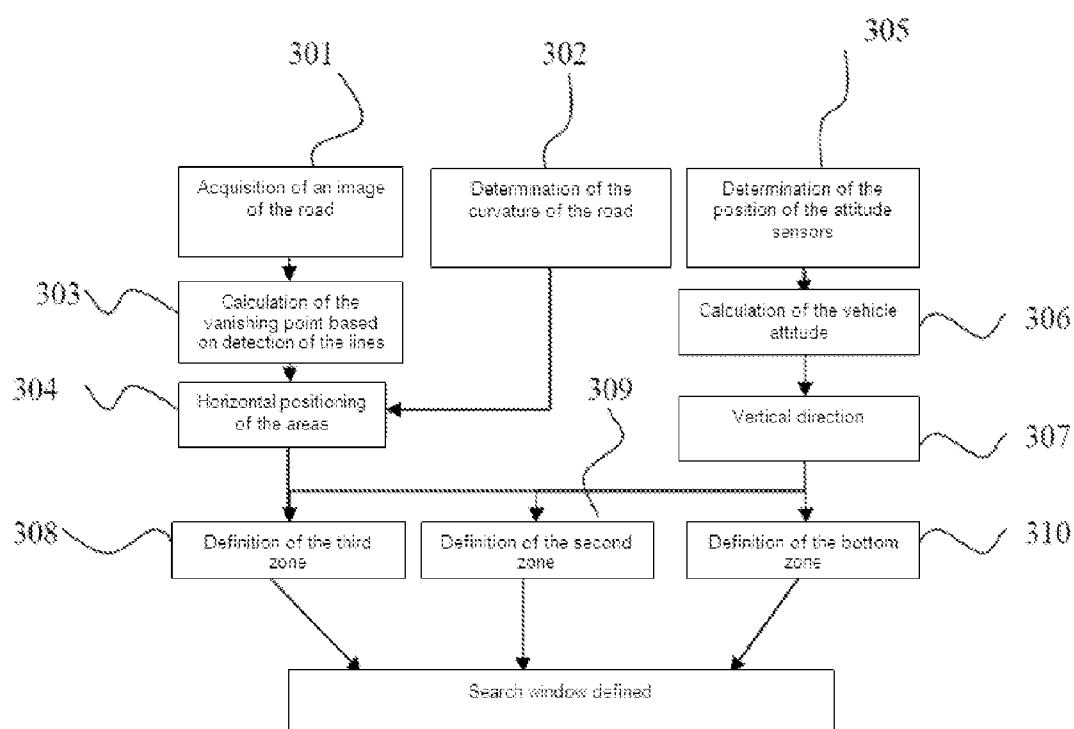 301
302
305
Acquisition of an image
of the road
Determination of the
curvature of the road
Determination of the
position of the attitude
sensors
303
Calculation of the
vanishing point based
on detection of the lines
Calculation of the vehicle
attitude
306
304
Horizontal positioning
of the areas
309
Vertical direction
307
308
Definition of the third
zone
Definition of the second
zone
Definition of the bottom
zone
310
Search window defined